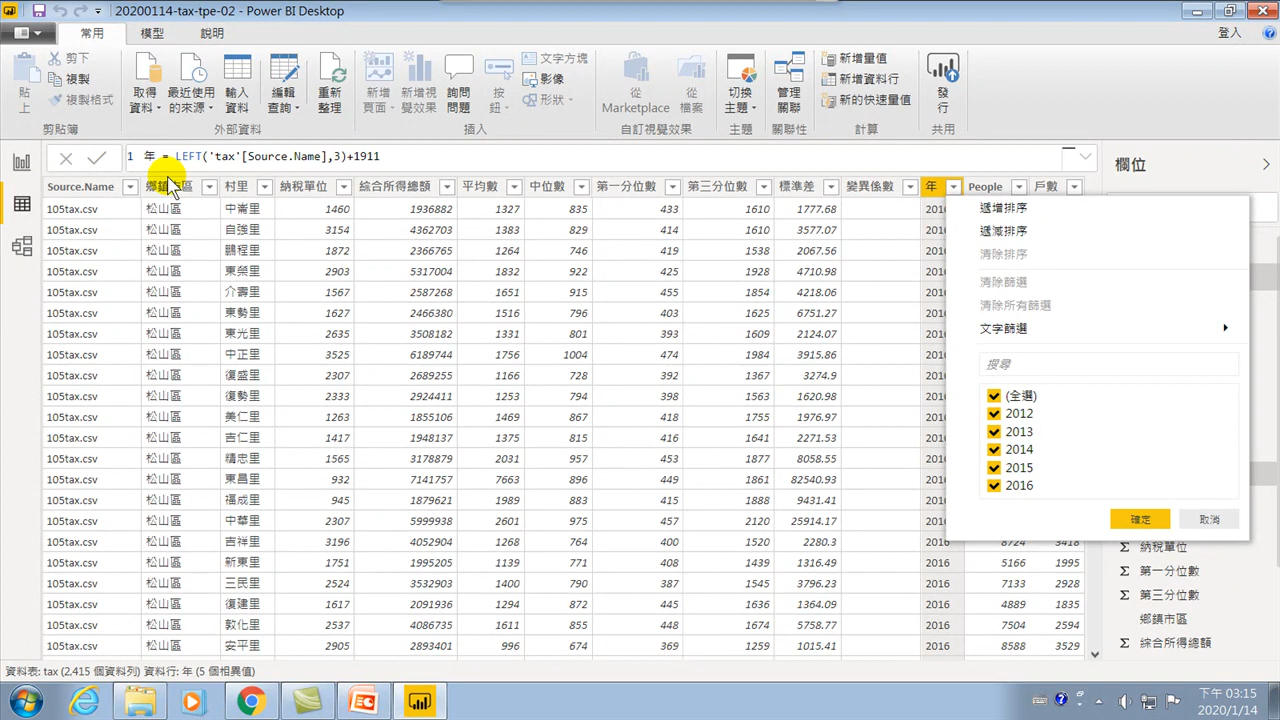 20200114-tax-tpe-02 - Power BI Desktop
常用 模型 說明 登入
貼上 剪下 複製 複製格式 取得資料 最近使用的來源 輸入資料 編輯查詢 重新整理 新增頁面 新增視覺效果 詢問問題 按鈕 文字方塊 影像 形狀 從 Marketplace 從檔案 切換主題 管理關聯 新增量值 新增資料行 新的快速量值 發行
剪貼簿 外部資料 插入 自訂視覺效果 主題 關聯性 計算 共用
1 年 = LEFT('tax'[Source.Name],3)+1911
欄位
Source.Name 鄉鎮市區 村里 納稅單位 綜合所得總額 平均數 中位數 第一分位數 第三分位數 標準差 變異係數 年 People 戶數
105tax.csv 松山區 中崙里 1460 1936882 1327 835 433 1610 1777.68 2016
105tax.csv 松山區 自強里 3154 4362703 1383 829 414 1610 3577.07 2016
105tax.csv 松山區 鵬程里 1872 2366765 1264 746 419 1538 2067.56 2016
105tax.csv 松山區 東榮里 2903 5317004 1832 922 425 1928 4710.98 2016
105tax.csv 松山區 介壽里 1567 2587268 1651 915 455 1854 4218.06 2016
105tax.csv 松山區 東勢里 1627 2466380 1516 796 403 1625 6751.27 2016
105tax.csv 松山區 東光里 2635 3508182 1331 801 393 1609 2124.07 2016
105tax.csv 松山區 中正里 3525 6189744 1756 1004 474 1984 3915.86 2016
105tax.csv 松山區 復盛里 2307 2689255 1166 728 392 1367 3274.9 2016
105tax.csv 松山區 復勢里 2333 2924411 1253 794 398 1563 1620.98 2016
105tax.csv 松山區 美仁里 1263 1855106 1469 867 418 1755 1976.97 2016
105tax.csv 松山區 吉仁里 1417 1948137 1375 815 416 1641 2271.53 2016
105tax.csv 松山區 精忠里 1565 3178879 2031 957 453 1877 8058.55 2016
105tax.csv 松山區 東昌里 932 7141757 7663 896 449 1861 82540.93 2016
105tax.csv 松山區 福成里 945 1879621 1989 883 415 1888 9431.41 2016
105tax.csv 松山區 中華里 2307 5999938 2601 975 457 2120 25914.17 2016
105tax.csv 松山區 吉祥里 3196 4052904 1268 764 400 1520 2280.3 2016 8724 3418
105tax.csv 松山區 新東里 1751 1995205 1139 771 408 1439 1316.49 2016 5166 1995
105tax.csv 松山區 三民里 2524 3532903 1400 790 387 1545 3796.23 2016 7133 2928
105tax.csv 松山區 復建里 1617 2091936 1294 872 445 1636 1364.09 2016 4889 1835
105tax.csv 松山區 敦化里 2537 4086735 1611 855 448 1674 5758.77 2016 7504 2594
105tax.csv 松山區 安平里 2905 2893401 996 674 369 1259 1015.41 2016 8588 3529
遞增排序
遞減排序
清除排序
清除篩選
清除所有篩選
文字篩選
搜尋
(全選)
2012
2013
2014
2015
2016
確定 取消
Σ 納稅單位
Σ 第一分位數
Σ 第三分位數
鄉鎮市區
Σ 綜合所得總額
資料表: tax (2,415 個資料列) 資料行: 年 (5 個相異值)
下午 03:15
2020/1/14